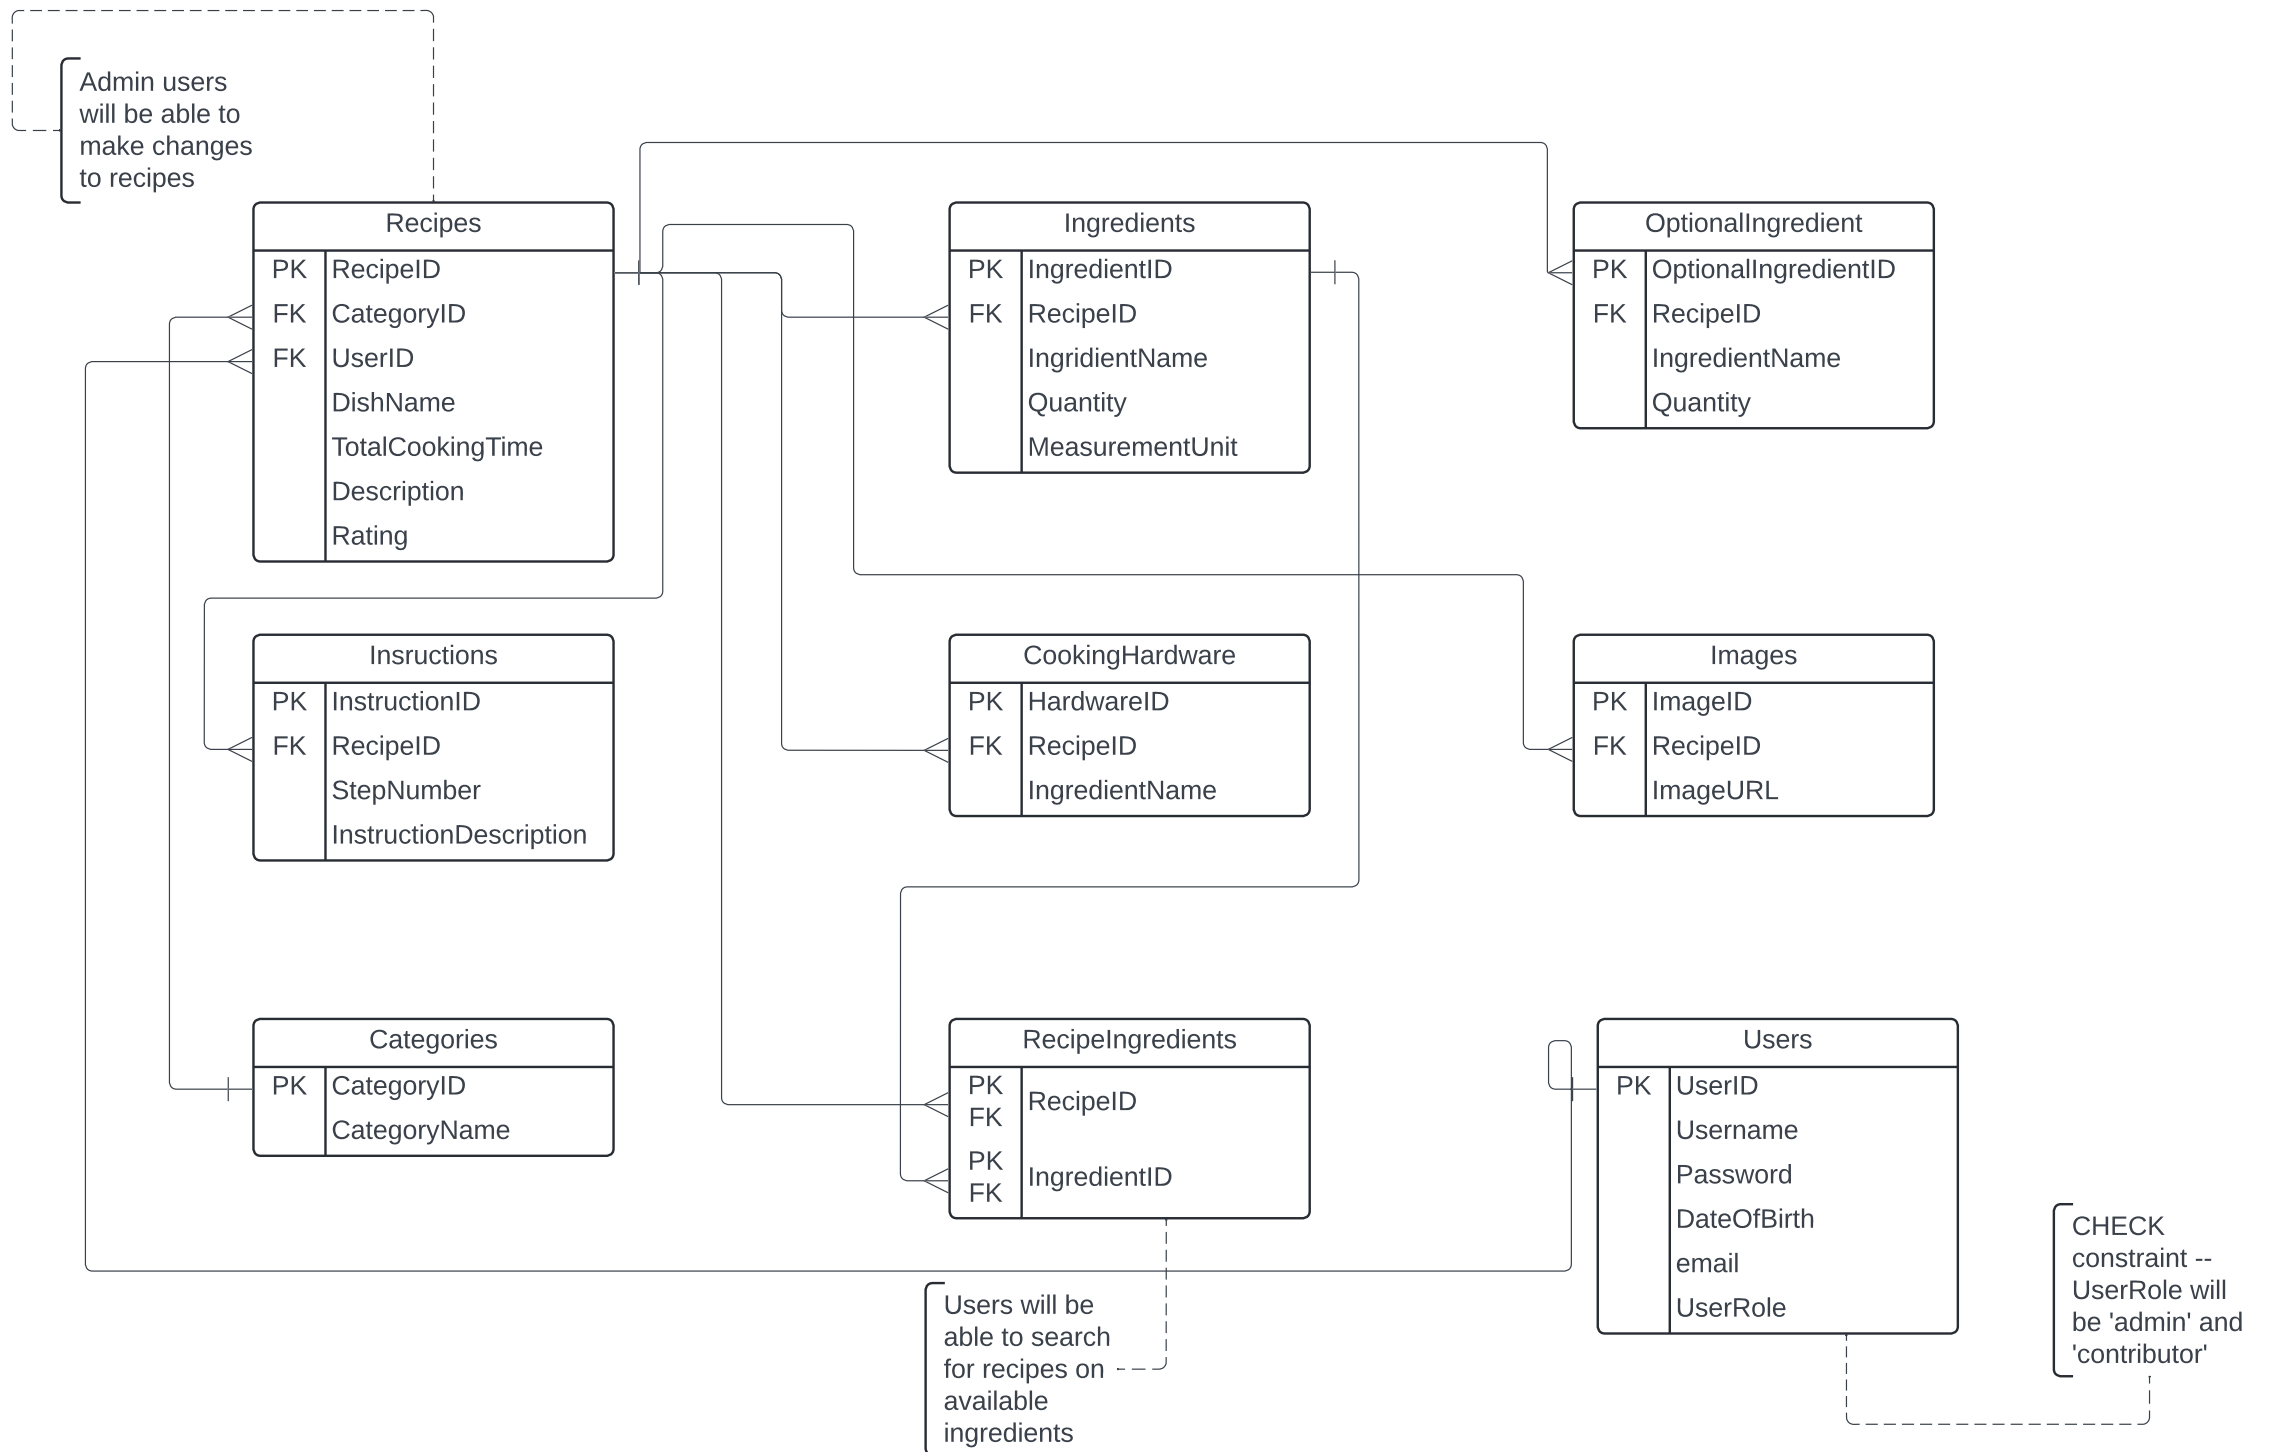 Admin users
will be able to
make changes
to recipes
Recipes
PK RecipeID
FK CategoryID
FK UserID
DishName
TotalCookingTime
Description
Rating
Ingredients
PK IngredientID
FK RecipeID
IngridientName
Quantity
MeasurementUnit
OptionalIngredient
PK OptionalIngredientID
FK RecipeID
IngredientName
Quantity
Insructions
PK InstructionID
FK RecipeID
StepNumber
InstructionDescription
CookingHardware
PK HardwareID
FK RecipeID
IngredientName
Images
PK ImageID
FK RecipeID
ImageURL
Categories
PK CategoryID
CategoryName
RecipeIngredients
PK
FK
RecipeID
PK
FK
IngredientID
Users
PK UserID
Username
Password
DateOfBirth
email
UserRole
Users will be
able to search
for recipes on
available
ingredients
CHECK
constraint --
UserRole will
be 'admin' and
'contributor'